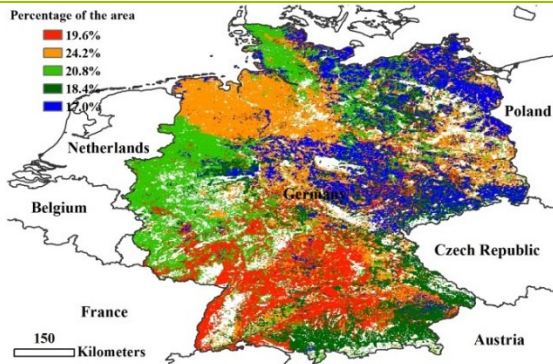 Percentage of the area
19.6%
24.2%
20.8%
18.4%
17.0%
Poland
Netherlands
Germany
Belgium
Czech Republic
France
150
Kilometers
Austria